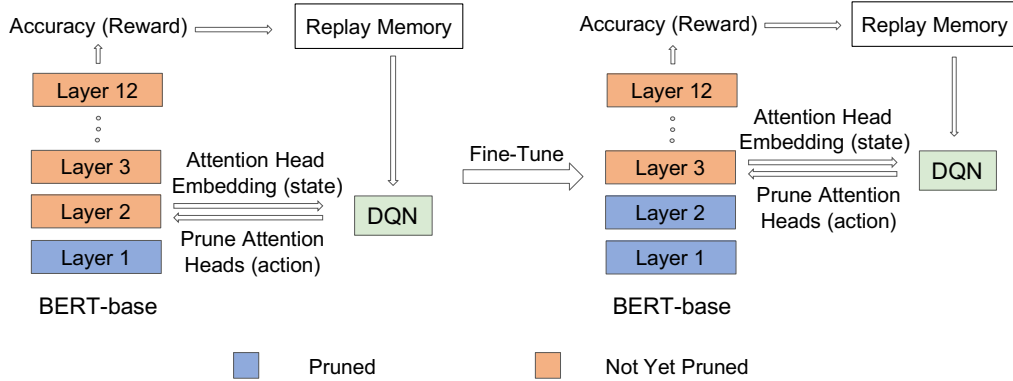 Accuracy (Reward)
Replay Memory
Layer 12
Layer 3
Layer 2
Layer 1
BERT-base
Attention Head
Embedding (state)
Prune Attention
Heads (action)
DQN
Fine-Tune
Accuracy (Reward)
Replay Memory
Layer 12
Layer 3
Layer 2
Layer 1
BERT-base
Attention Head
Embedding (state)
Prune Attention
Heads (action)
DQN
Pruned
Not Yet Pruned